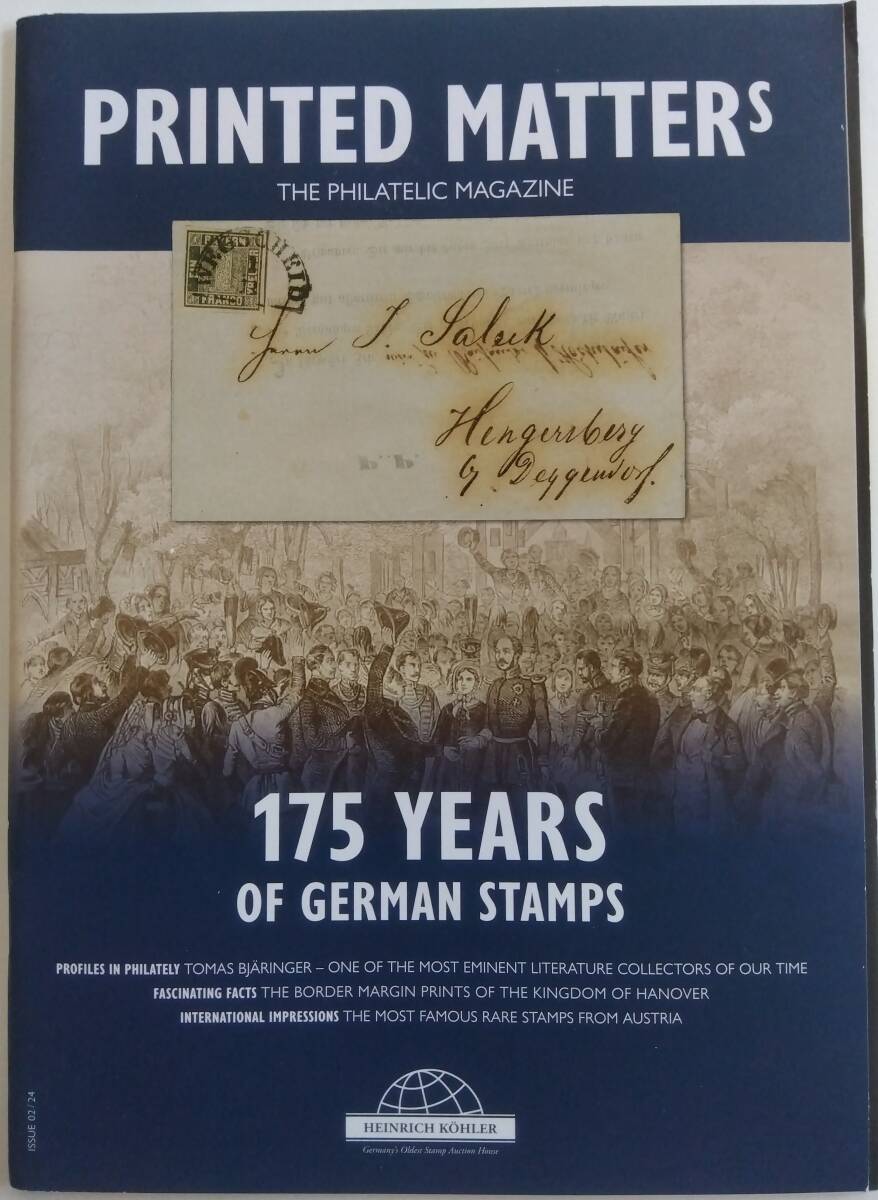 PRINTED MATTERS
THE PHILATELIC MAGAZINE
FRANCO
Herrn J. Salzek
Hengersberg
Deggendorf.
175 YEARS
OF GERMAN STAMPS
PROFILES IN PHILATELY TOMAS BJÄRINGER – ONE OF THE MOST EMINENT LITERATURE COLLECTORS OF OUR TIME
FASCINATING FACTS THE BORDER MARGIN PRINTS OF THE KINGDOM OF HANOVER
INTERNATIONAL IMPRESSIONS THE MOST FAMOUS RARE STAMPS FROM AUSTRIA
ISSUE 02/24
HEINRICH KÖHLER
Germany's Oldest Stamp Auction House